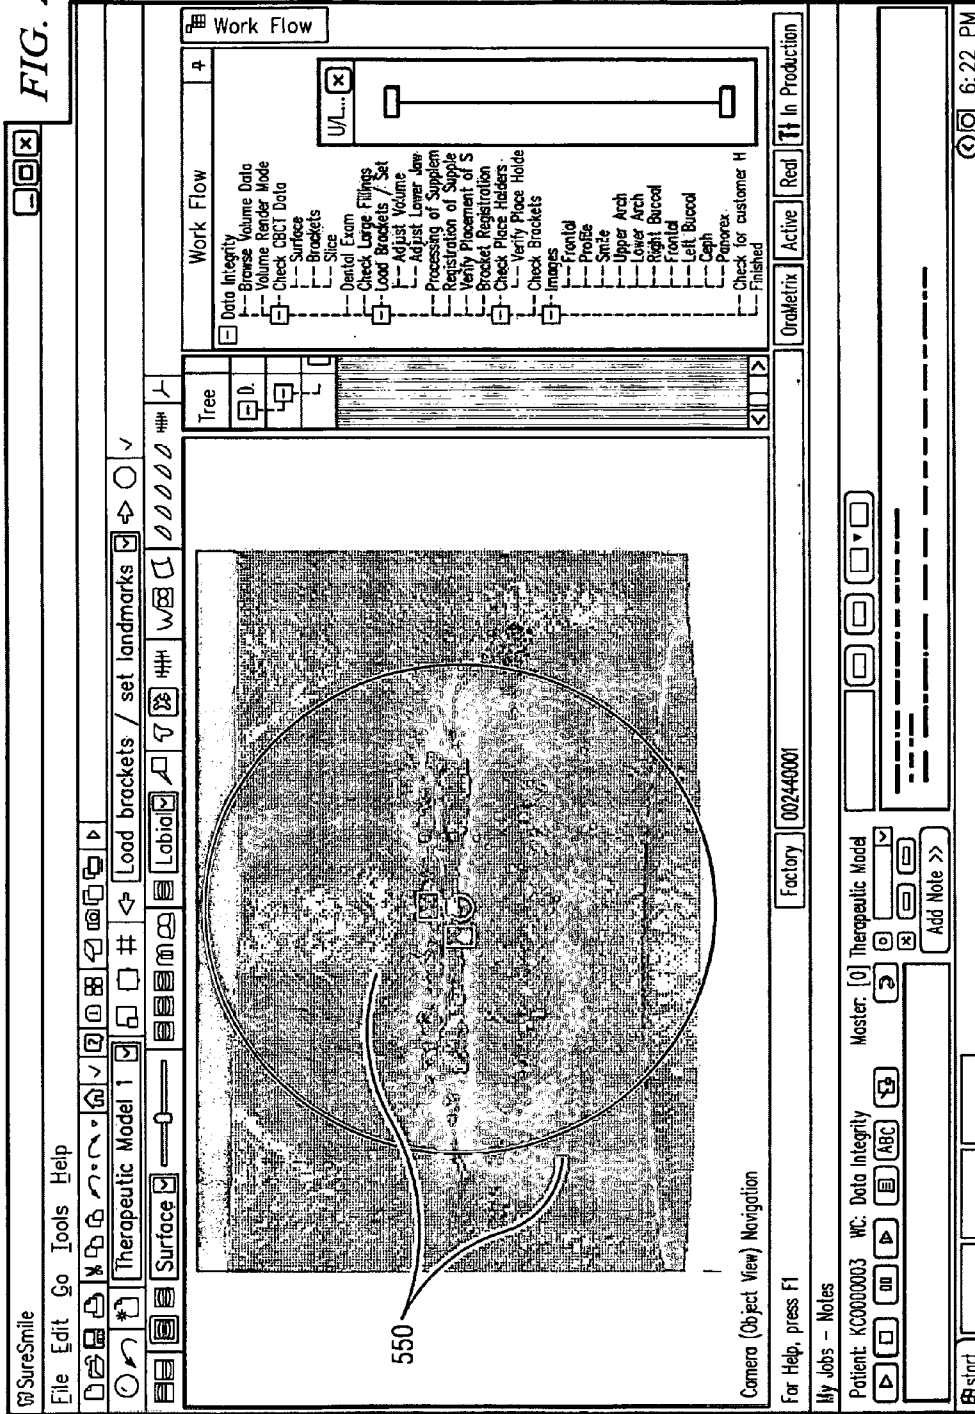 FIG.
SureSmile
File Edit Go Tools Help
Therapeutic Model 1
Load brackets / set landmarks
Surface
Labial
550
Camera (Object View) Navigation
Tree
D.
Work Flow
Data Integrity
Browse Volume Data
Volume Render Mode
Check CBCT Data
Surface
Brackets
Slice
Dental Exam
Check Large Fillings
Load Brackets / Set
Adjust Volume
Adjust Lower Jaw
Processing of Supplem
Registration of Supple
Verify Placement of S
Bracket Registration
Check Place Holders
Verify Place Holde
Check Brackets
Images
Frontal
Profile
Smile
Upper Arch
Lower Arch
Right Buccal
Frontal
Left Buccal
Ceph
Panorex
Check for customer H
Finished
U/L...
Work Flow
For Help, press F1
Factory
002440001
OraMetrix
Active
Real
In Production
My Jobs - Notes
Patient: KC0000003 WC: Data Integrity Master: [0] Therapeutic Model
ABC
Add Note >>
start
6:22 PM